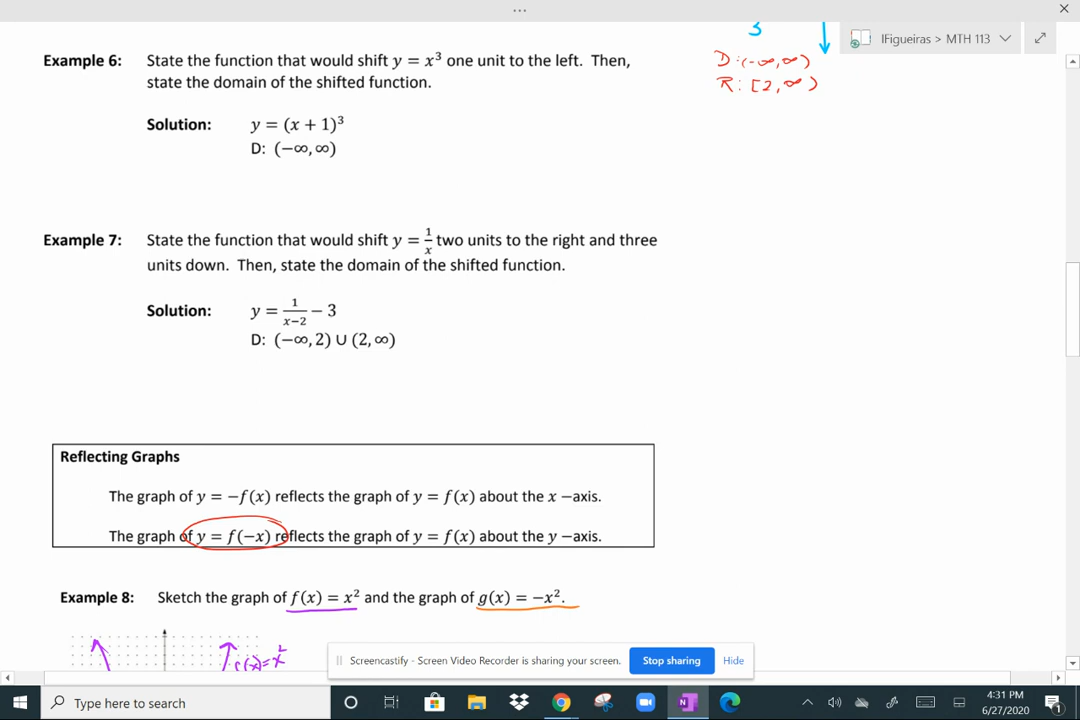 3
IFigueiras > MTH 113
D: (-∞, ∞)
R: [2, ∞)
Example 6: State the function that would shift y = x³ one unit to the left. Then,
state the domain of the shifted function.
Solution: y = (x + 1)³
D: (−∞, ∞)
Example 7: State the function that would shift y = 1/x two units to the right and three
units down. Then, state the domain of the shifted function.
Solution: y = 1/(x−2) − 3
D: (−∞, 2) ∪ (2, ∞)
Reflecting Graphs
The graph of y = −f(x) reflects the graph of y = f(x) about the x −axis.
The graph of y = f(−x) reflects the graph of y = f(x) about the y −axis.
Example 8: Sketch the graph of f(x) = x² and the graph of g(x) = −x².
f(x)=x²
Screencastify - Screen Video Recorder is sharing your screen. Stop sharing Hide
Type here to search
4:31 PM
6/27/2020
1